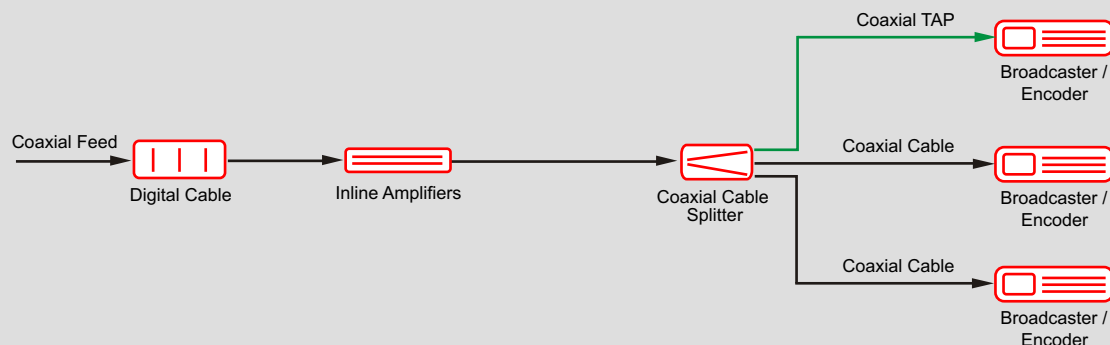 Coaxial TAP
Broadcaster /
Encoder
Coaxial Feed
Digital Cable
Inline Amplifiers
Coaxial Cable
Splitter
Coaxial Cable
Broadcaster /
Encoder
Coaxial Cable
Broadcaster /
Encoder